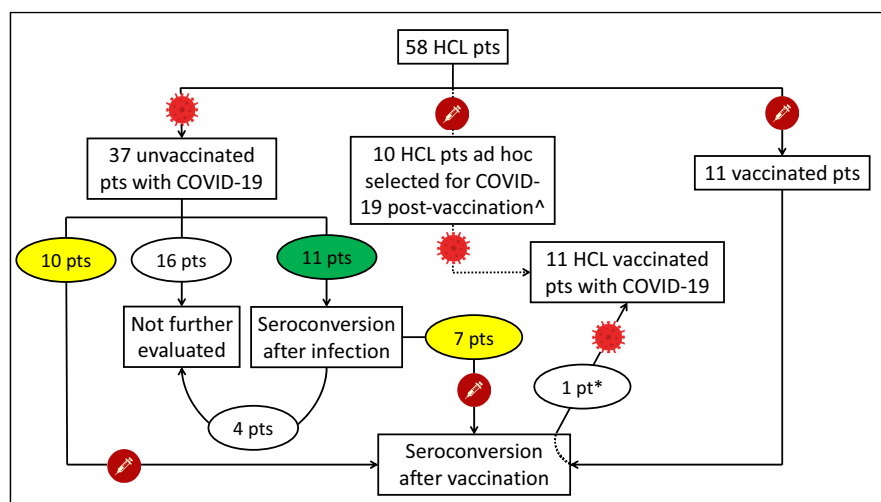 58 HCL pts
37 unvaccinated
pts with COVID-19
10 HCL pts ad hoc
selected for COVID-
19 post-vaccination^
11 vaccinated pts
10 pts
16 pts
11 pts
11 HCL vaccinated
pts with COVID-19
Not further
evaluated
Seroconversion
after infection
7 pts
1 pt*
4 pts
Seroconversion
after vaccination